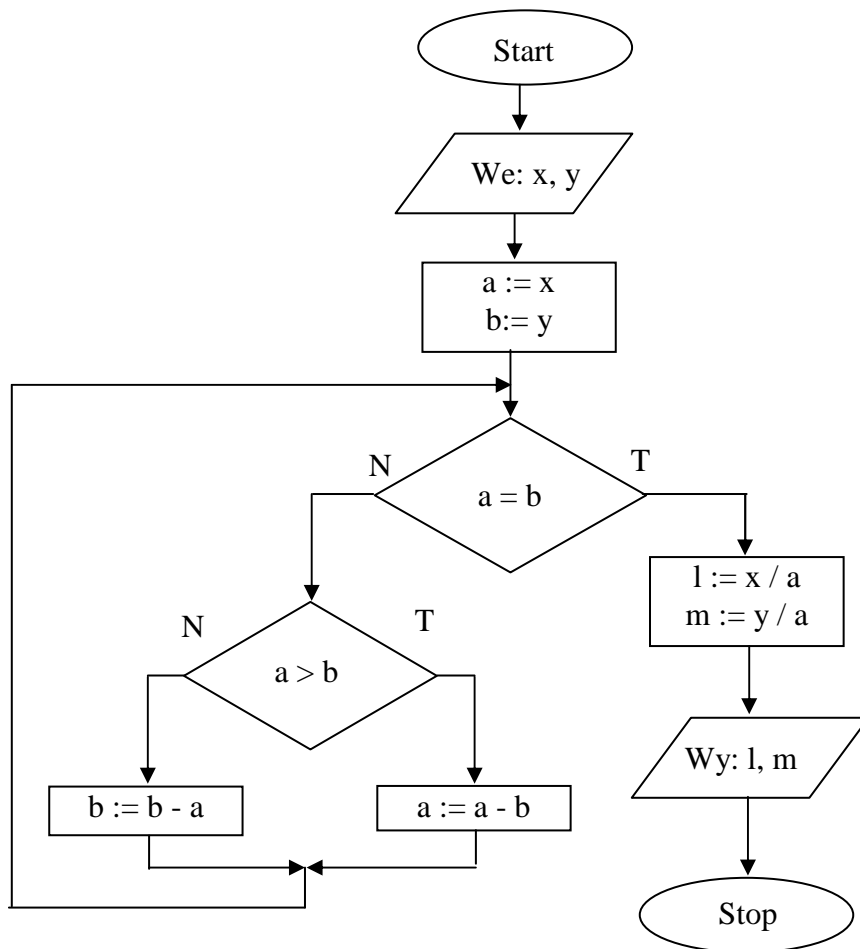 Start
We: x, y
a := x
b:= y
N
T
a = b
l := x / a
m := y / a
N
T
a > b
Wy: l, m
b := b - a
a := a - b
Stop